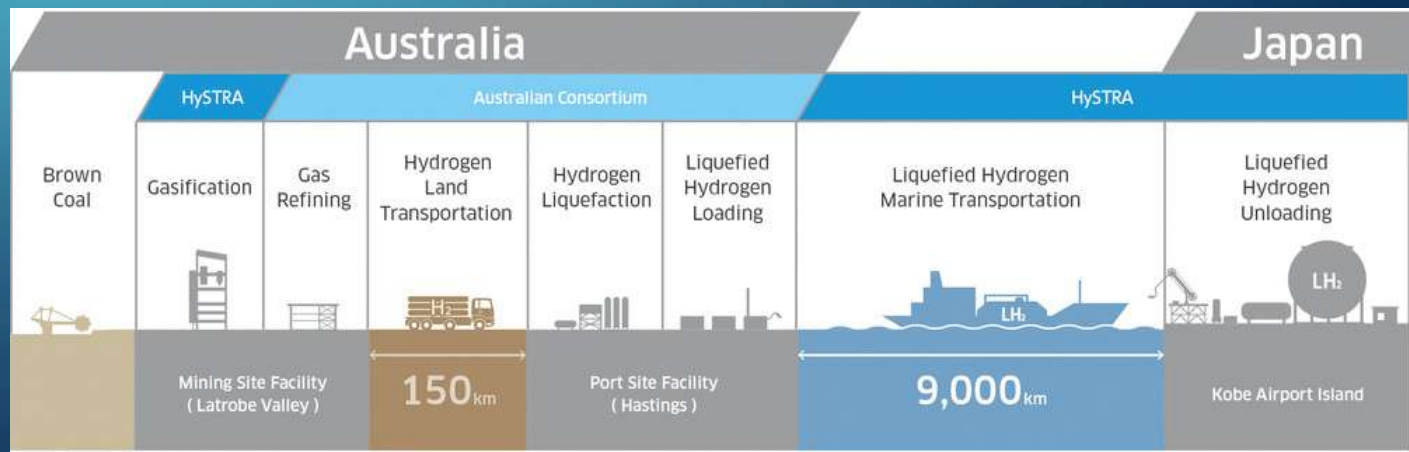 Australia
Japan
HySTRA
Australian Consortium
HySTRA
Brown
Coal
Gasification
Gas
Refining
Hydrogen
Land
Transportation
Hydrogen
Liquefaction
Liquefied
Hydrogen
Loading
Liquefied Hydrogen
Marine Transportation
Liquefied
Hydrogen
Unloading
H₂
LH₂
LH₂
Mining Site Facility
( Latrobe Valley )
150km
Port Site Facility
( Hastings )
9,000km
Kobe Airport Island